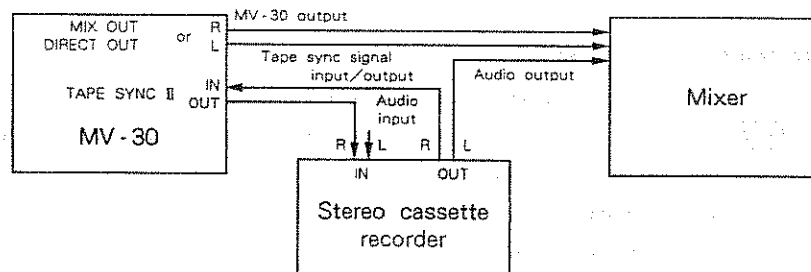 MV-30 output
MIX OUT or R
DIRECT OUT L
Tape sync signal
input/output
Audio output
TAPE SYNC II IN
OUT
Audio
input
MV-30
Mixer
R L R L
IN OUT
Stereo cassette
recorder